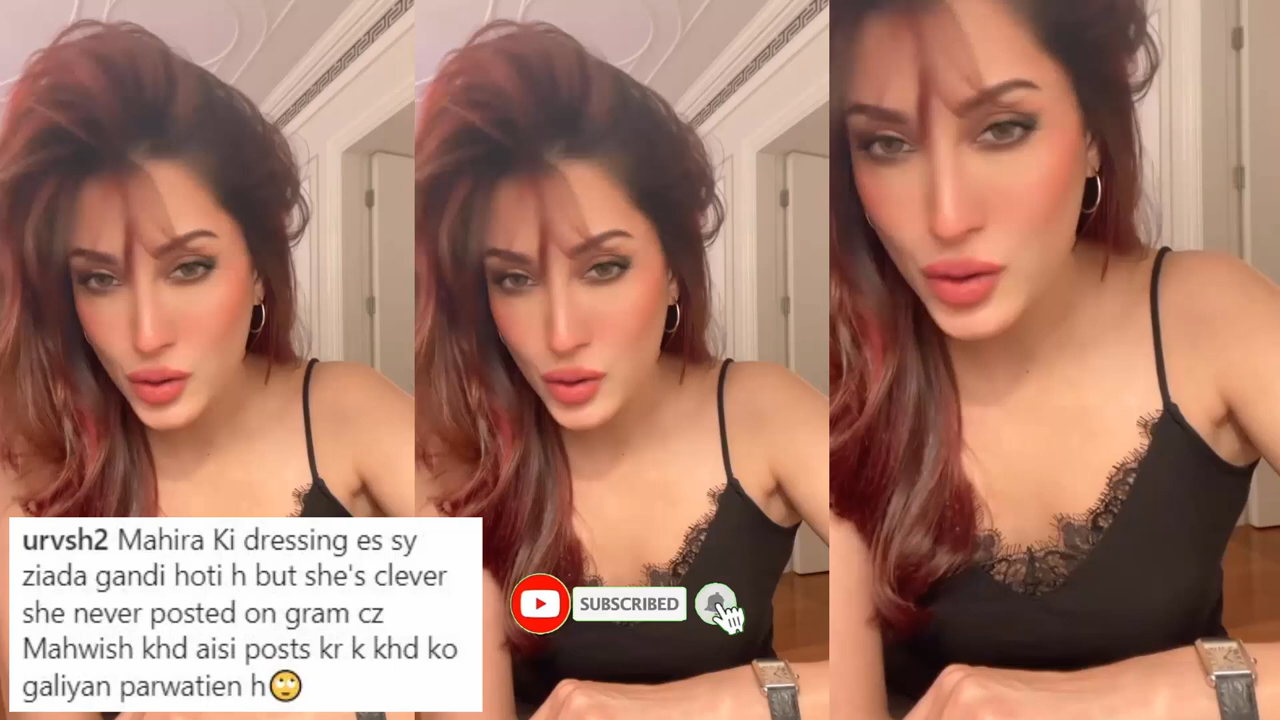 urvsh2 Mahira Ki dressing es sy
ziada gandi hoti h but she's clever
she never posted on gram cz
Mahwish khd aisi posts kr k khd ko
galiyan parwatien h🙄
SUBSCRIBED